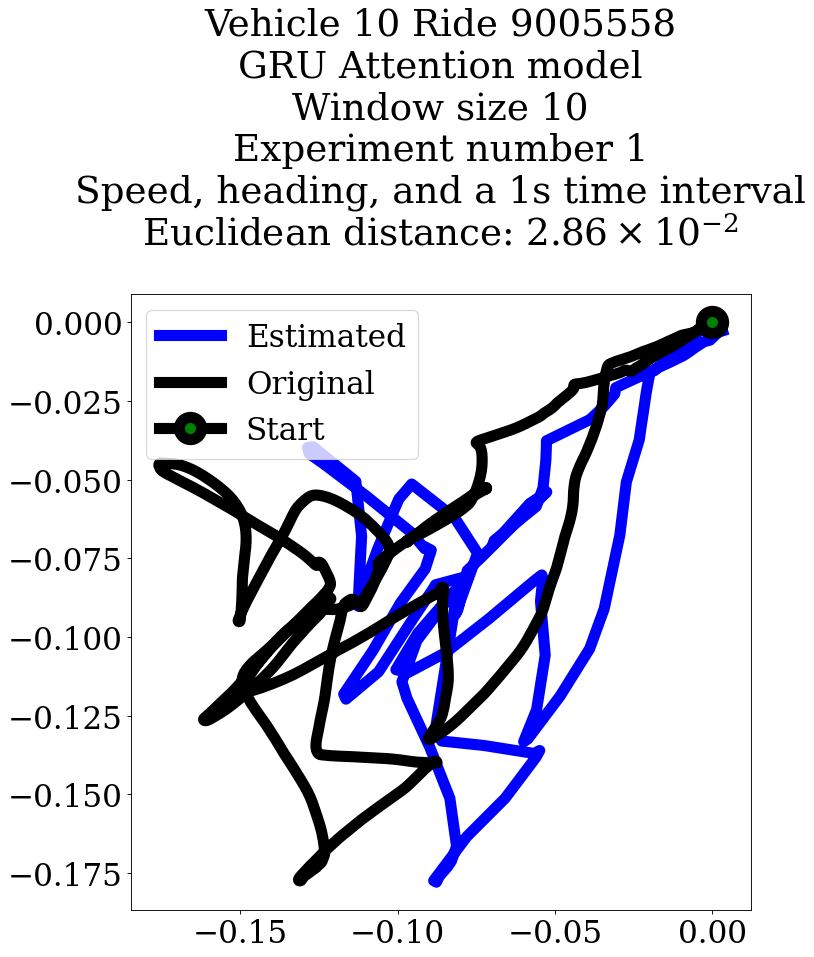 Vehicle 10 Ride 9005558
GRU Attention model
Window size 10
Experiment number 1
Speed, heading, and a 1s time interval
Euclidean distance: 2.86 × 10⁻²
Estimated
Original
Start
0.000
−0.025
−0.050
−0.075
−0.100
−0.125
−0.150
−0.175
−0.15 −0.10 −0.05 0.00